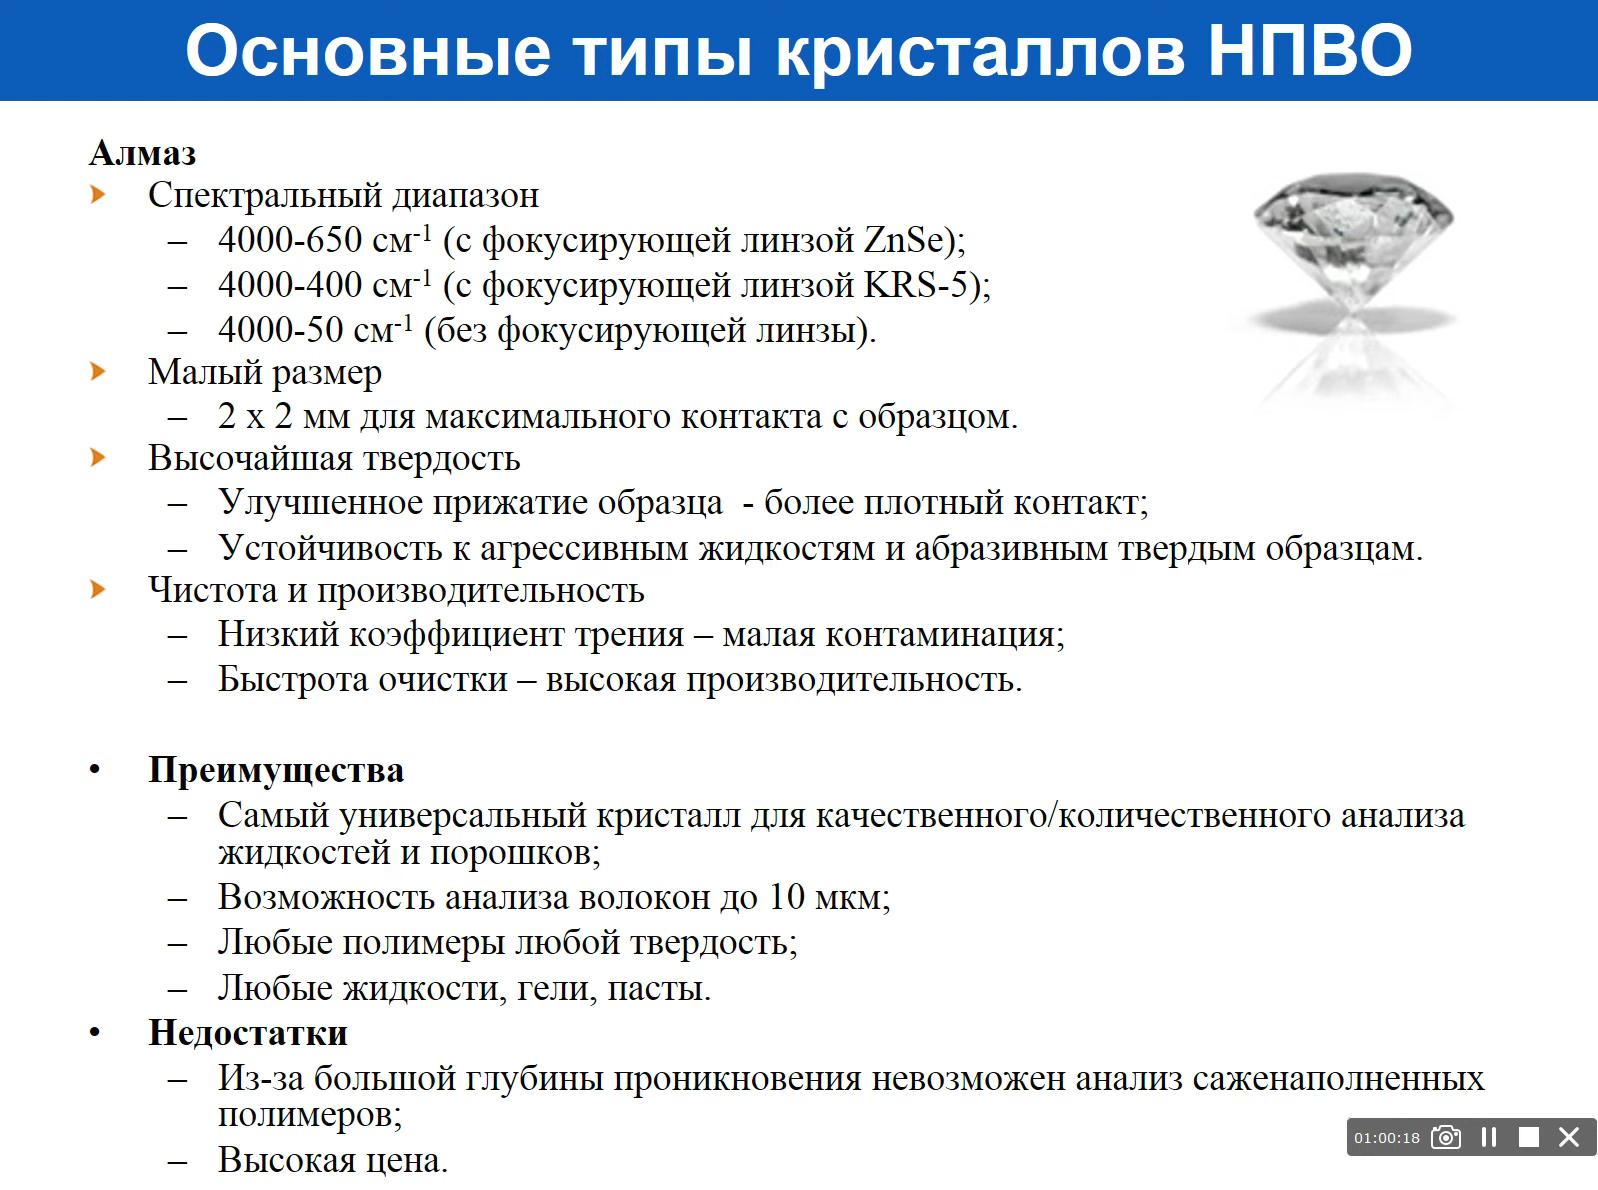 Основные типы кристаллов НПВО
Алмаз
Спектральный диапазон
– 4000-650 см⁻¹ (с фокусирующей линзой ZnSe);
– 4000-400 см⁻¹ (с фокусирующей линзой KRS-5);
– 4000-50 см⁻¹ (без фокусирующей линзы).
Малый размер
– 2 х 2 мм для максимального контакта с образцом.
Высочайшая твердость
– Улучшенное прижатие образца - более плотный контакт;
– Устойчивость к агрессивным жидкостям и абразивным твердым образцам.
Чистота и производительность
– Низкий коэффициент трения – малая контаминация;
– Быстрота очистки – высокая производительность.
• Преимущества
– Самый универсальный кристалл для качественного/количественного анализа
жидкостей и порошков;
– Возможность анализа волокон до 10 мкм;
– Любые полимеры любой твердость;
– Любые жидкости, гели, пасты.
• Недостатки
– Из-за большой глубины проникновения невозможен анализ саженаполненных
полимеров;
– Высокая цена.
01:00:18